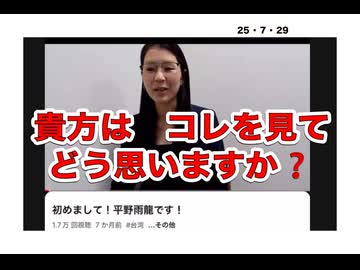 25・7・29
貴方は　コレを見て
どう思いますか？
初めまして！平野雨龍です！
1.7万 回視聴 7 か月前 #台湾 …その他